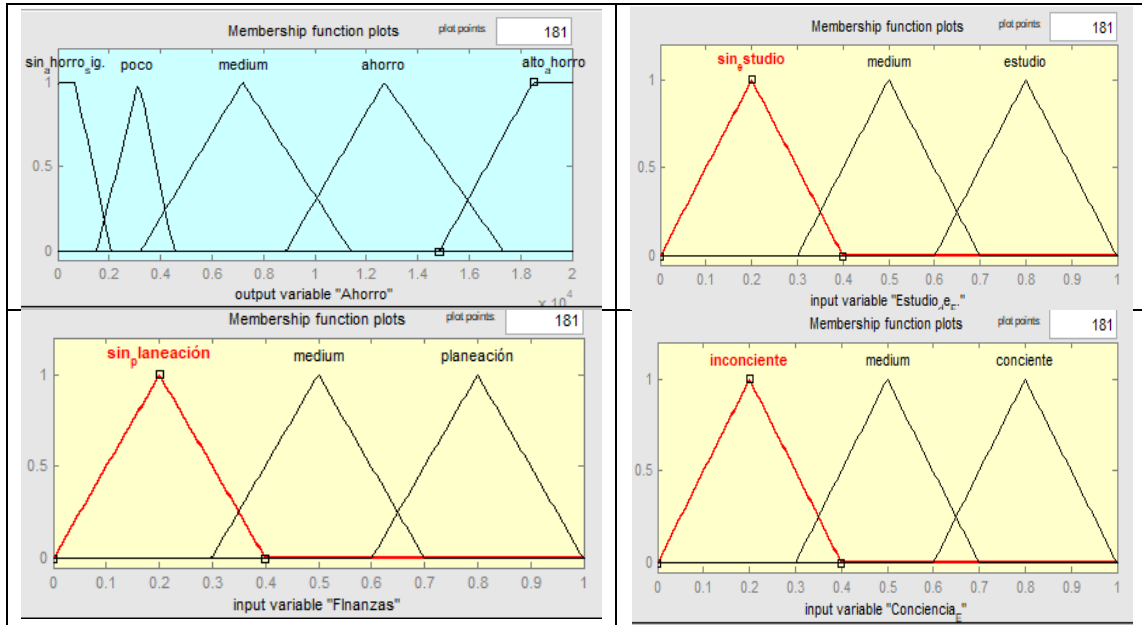 Membership function plots plot points: 181
sin_ahorro_sig. poco medium ahorro alto_ahorro
1
0.5
0
0 0.2 0.4 0.6 0.8 1 1.2 1.4 1.6 1.8 2
output variable "Ahorro"
x 10^4
Membership function plots plot points: 181
sin_estudio medium estudio
1
0.5
0
0 0.1 0.2 0.3 0.4 0.5 0.6 0.7 0.8 0.9 1
input variable "Estudio_de_E."
Membership function plots plot points: 181
sin_planeación medium planeación
1
0.5
0
0 0.1 0.2 0.3 0.4 0.5 0.6 0.7 0.8 0.9 1
input variable "FInanzas"
Membership function plots plot points: 181
inconciente medium conciente
1
0.5
0
0 0.1 0.2 0.3 0.4 0.5 0.6 0.7 0.8 0.9 1
input variable "Conciencia_E"